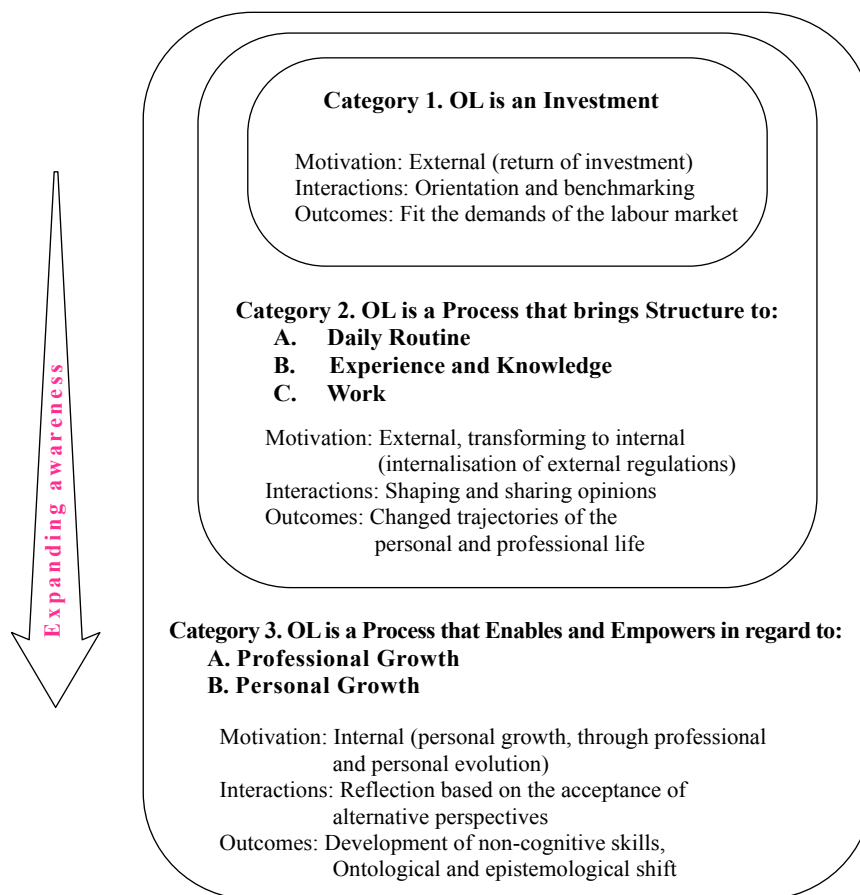 Category 1. OL is an Investment
Motivation: External (return of investment)
Interactions: Orientation and benchmarking
Outcomes: Fit the demands of the labour market
Category 2. OL is a Process that brings Structure to:
A. Daily Routine
B. Experience and Knowledge
C. Work
Motivation: External, transforming to internal
(internalisation of external regulations)
Interactions: Shaping and sharing opinions
Outcomes: Changed trajectories of the
personal and professional life
Expanding awareness
Category 3. OL is a Process that Enables and Empowers in regard to:
A. Professional Growth
B. Personal Growth
Motivation: Internal (personal growth, through professional
and personal evolution)
Interactions: Reflection based on the acceptance of
alternative perspectives
Outcomes: Development of non-cognitive skills,
Ontological and epistemological shift